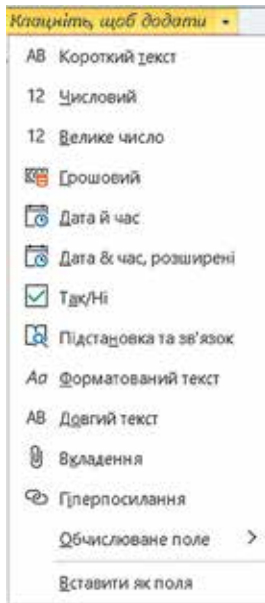 Клацніть, щоб додати
AB Короткий текст
12 Числовий
12 Велике число
Грошовий
Дата й час
Дата & час, розширені
Так/Ні
Підстановка та зв'язок
Aa Форматований текст
AB Довгий текст
Вкладення
Гіперпосилання
Обчислюване поле >
Вставити як поля